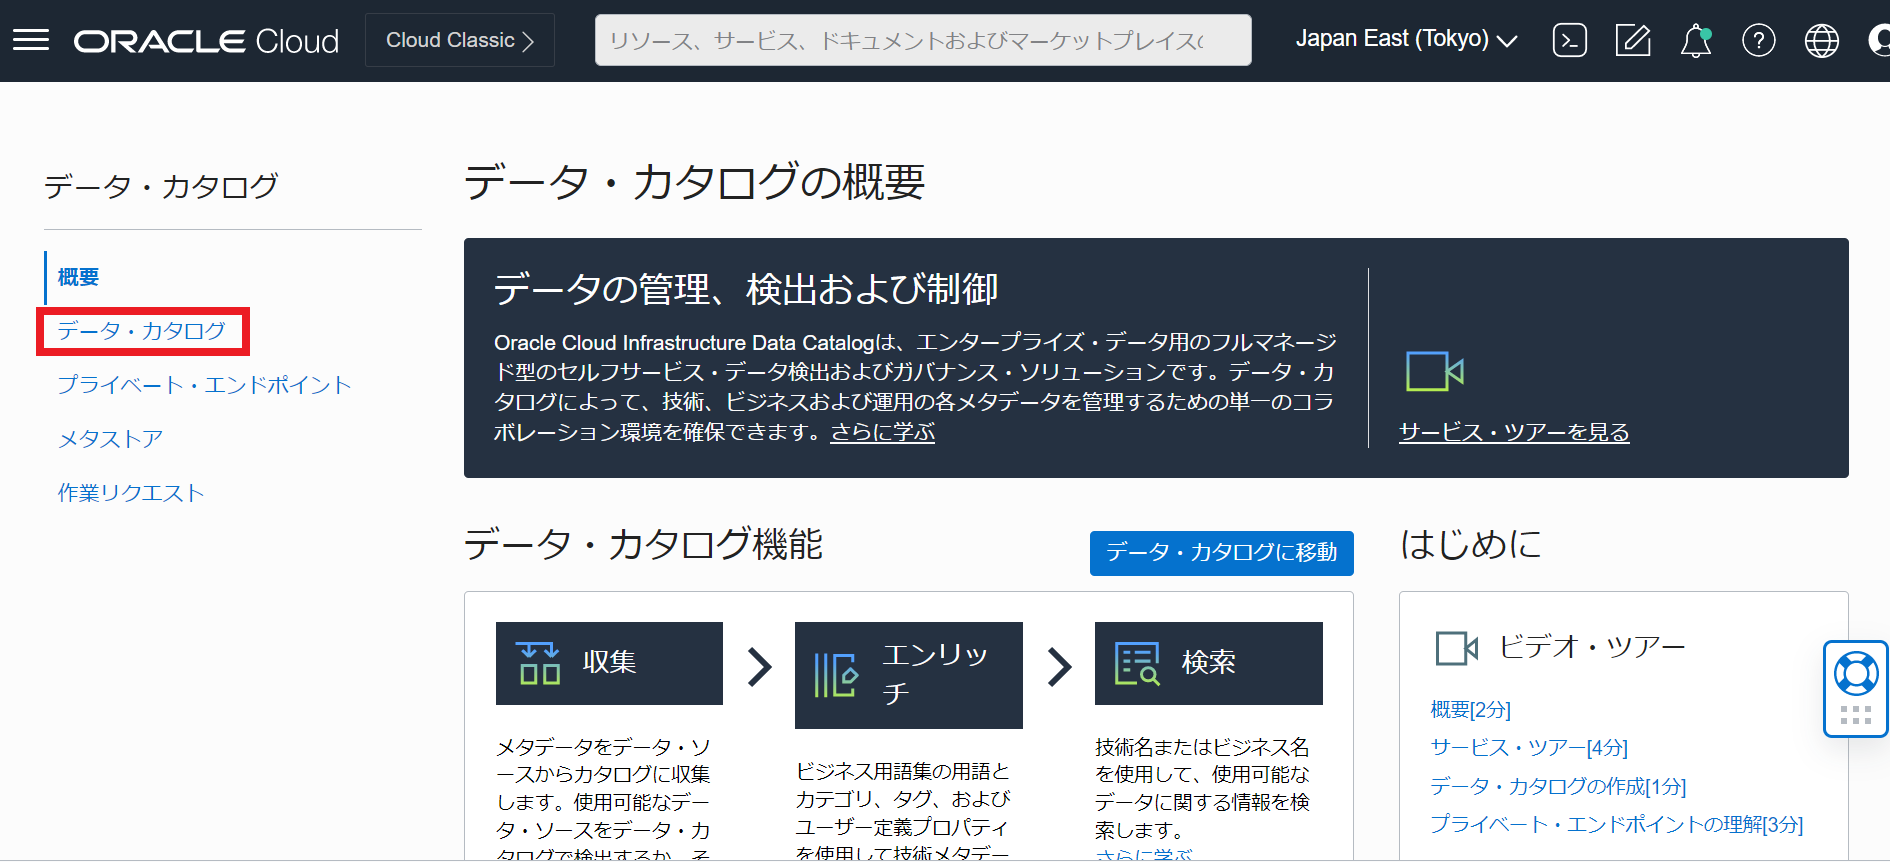 ORACLE Cloud
Cloud Classic
リソース、サービス、ドキュメントおよびマーケットプレイスの
Japan East (Tokyo)
データ・カタログ
概要
データ・カタログ
プライベート・エンドポイント
メタストア
作業リクエスト
データ・カタログの概要
データの管理、検出および制御
Oracle Cloud Infrastructure Data Catalogは、エンタープライズ・データ用のフルマネージ
ド型のセルフサービス・データ検出およびガバナンス・ソリューションです。データ・カ
タログによって、技術、ビジネスおよび運用の各メタデータを管理するための単一のコラ
ボレーション環境を確保できます。さらに学ぶ
サービス・ツアーを見る
データ・カタログ機能
データ・カタログに移動
収集
メタデータをデータ・ソ
ースからカタログに収集
します。使用可能なデー
タ・ソースをデータ・カ
タログで検出するか、そ
エンリッ
チ
ビジネス用語集の用語と
カテゴリ、タグ、および
ユーザー定義プロパティ
を使用して技術メタデー
検索
技術名またはビジネス名
を使用して、使用可能な
データに関する情報を検
索します。
さらに学ぶ
はじめに
ビデオ・ツアー
概要[2分]
サービス・ツアー[4分]
データ・カタログの作成[1分]
プライベート・エンドポイントの理解[3分]